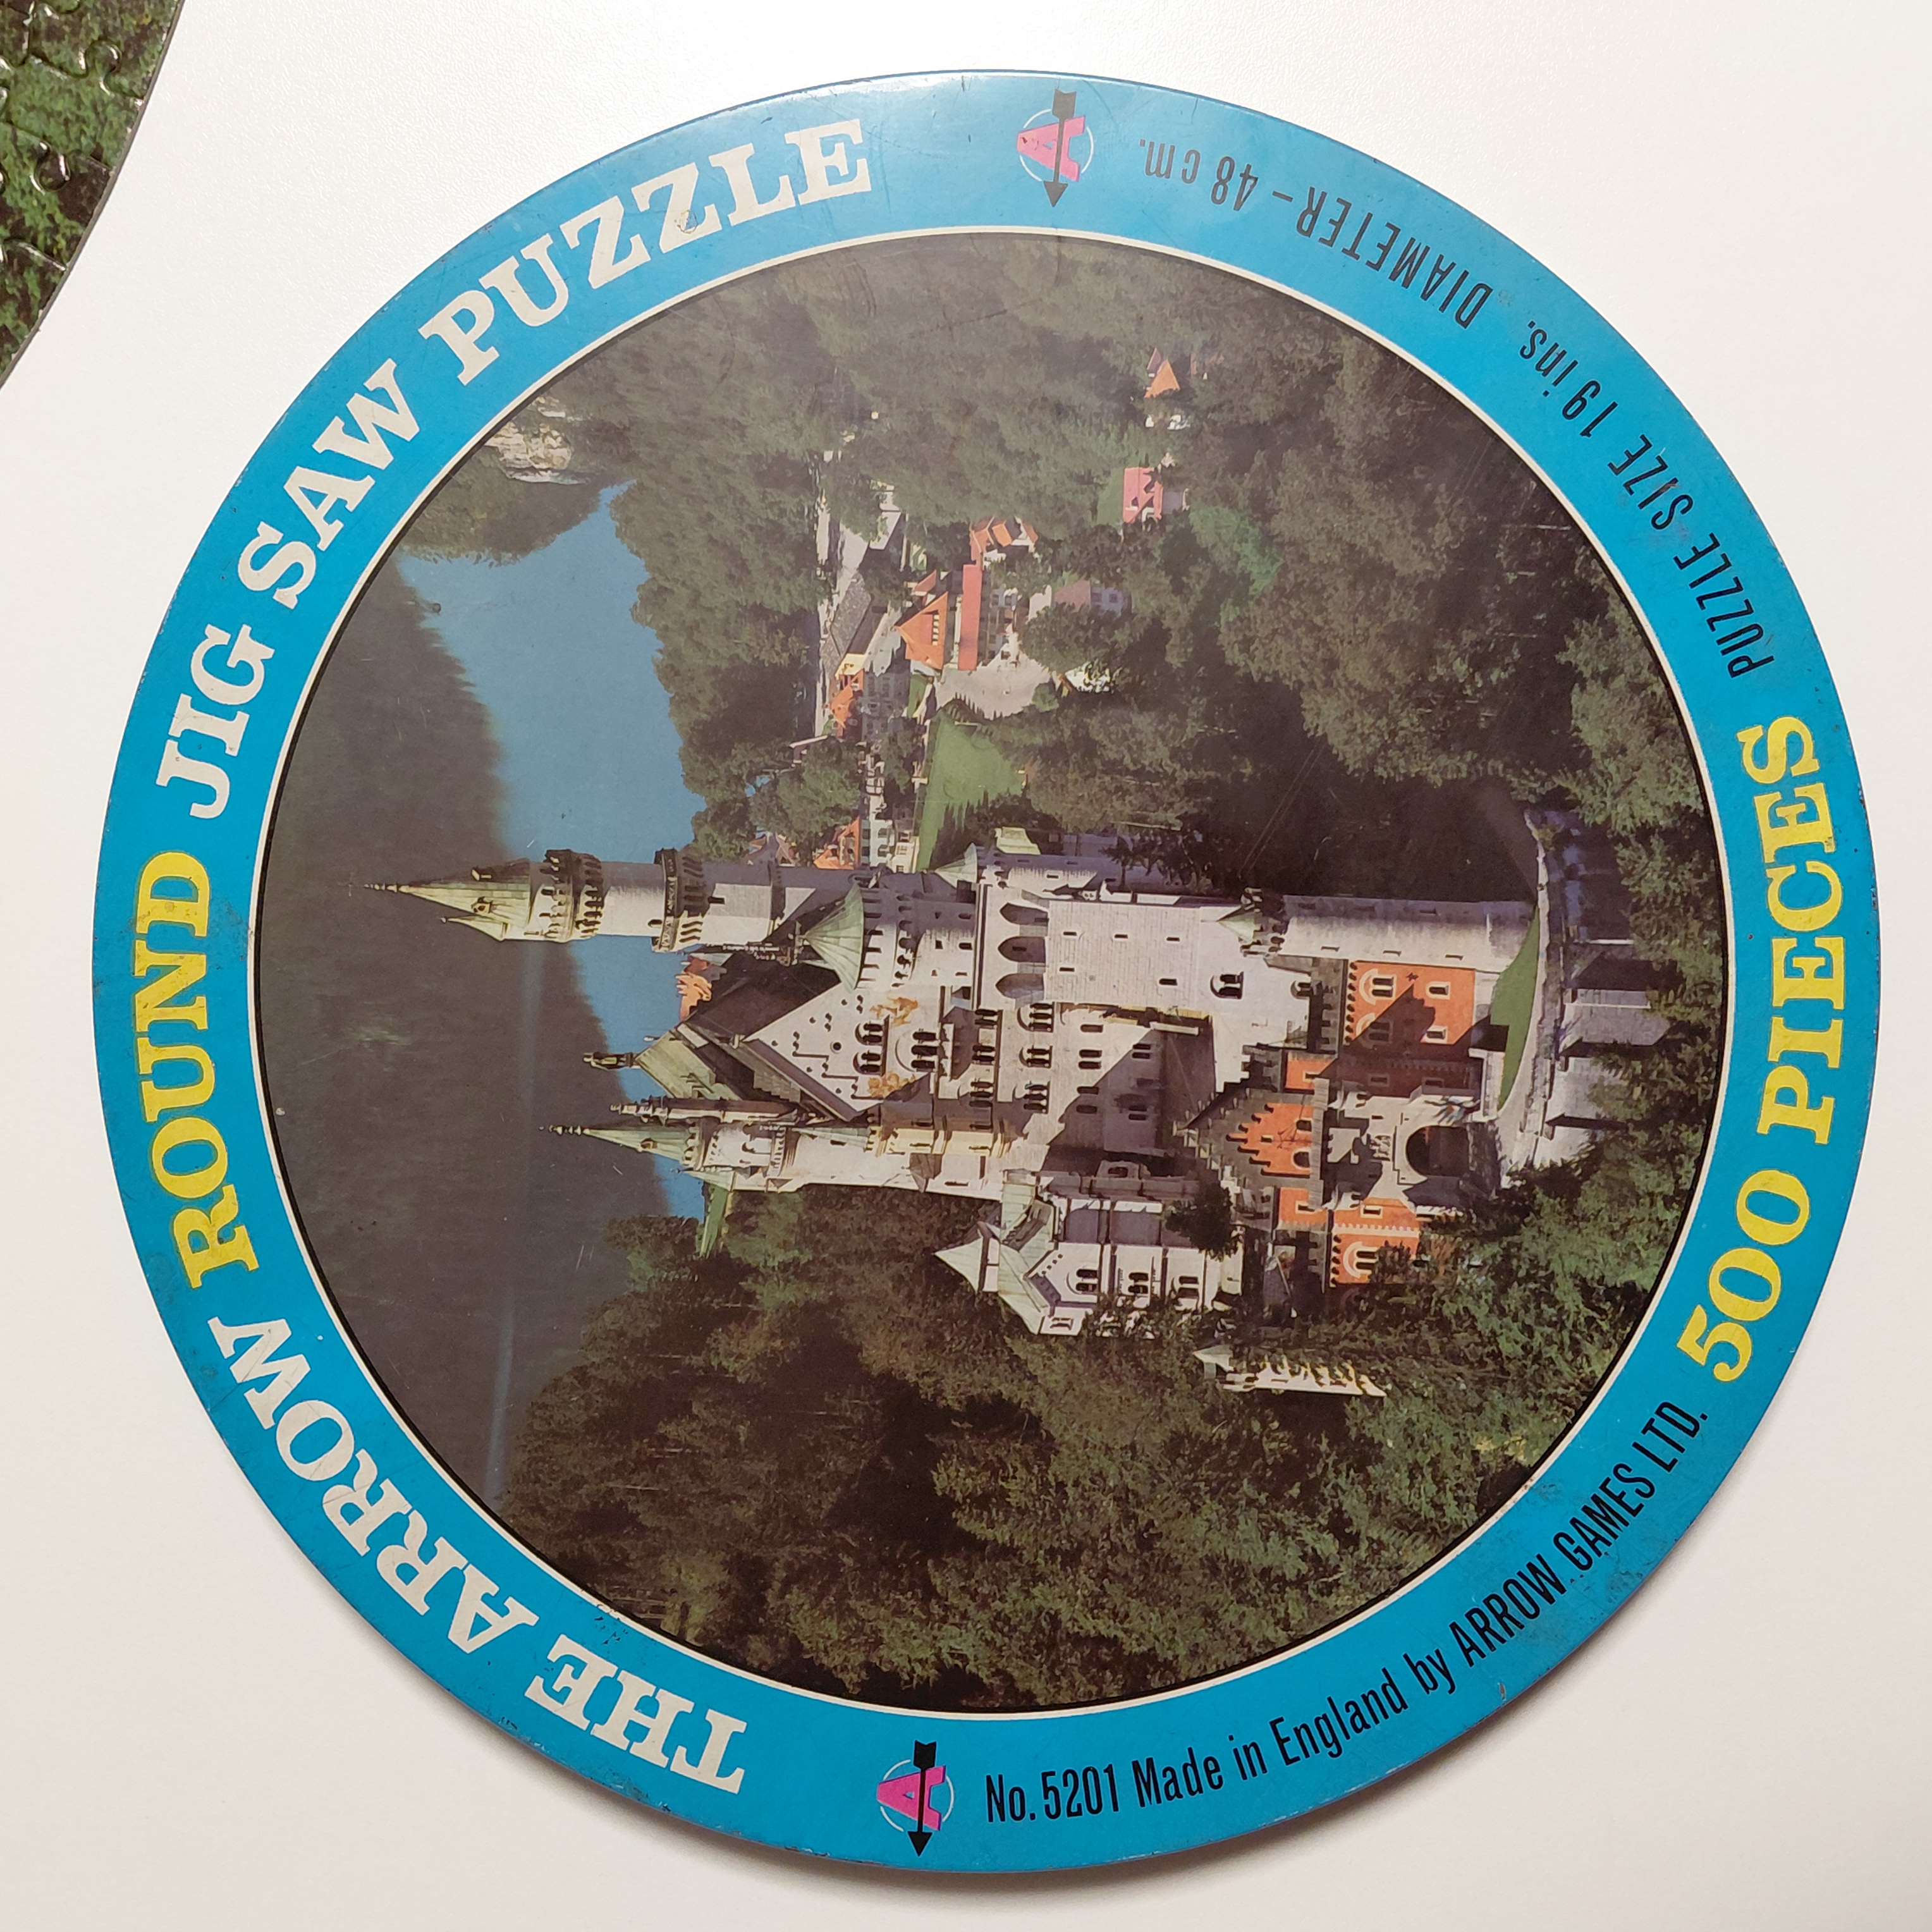 THE ARROW ROUND JIG SAW PUZZLE
A
A
No. 5201 Made in England by ARROW GAMES LTD.
500 PIECES
PUZZLE SIZE 19 ins. DIAMETER – 48 cm.